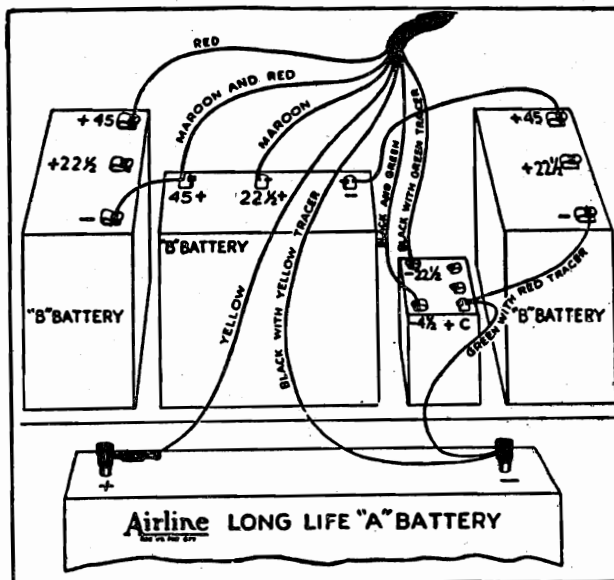 RED
MAROON AND RED
MAROON
+45
+22½
-
45+
22½+
-
"B" BATTERY
"B" BATTERY
YELLOW
BLACK WITH YELLOW TRACER
BLACK AND GREEN
BLACK WITH GREEN TRACER
-22½
-4½ + C
GREEN WITH RED TRACER
+45
+22½
-
"B" BATTERY
+
-
Airline LONG LIFE "A" BATTERY